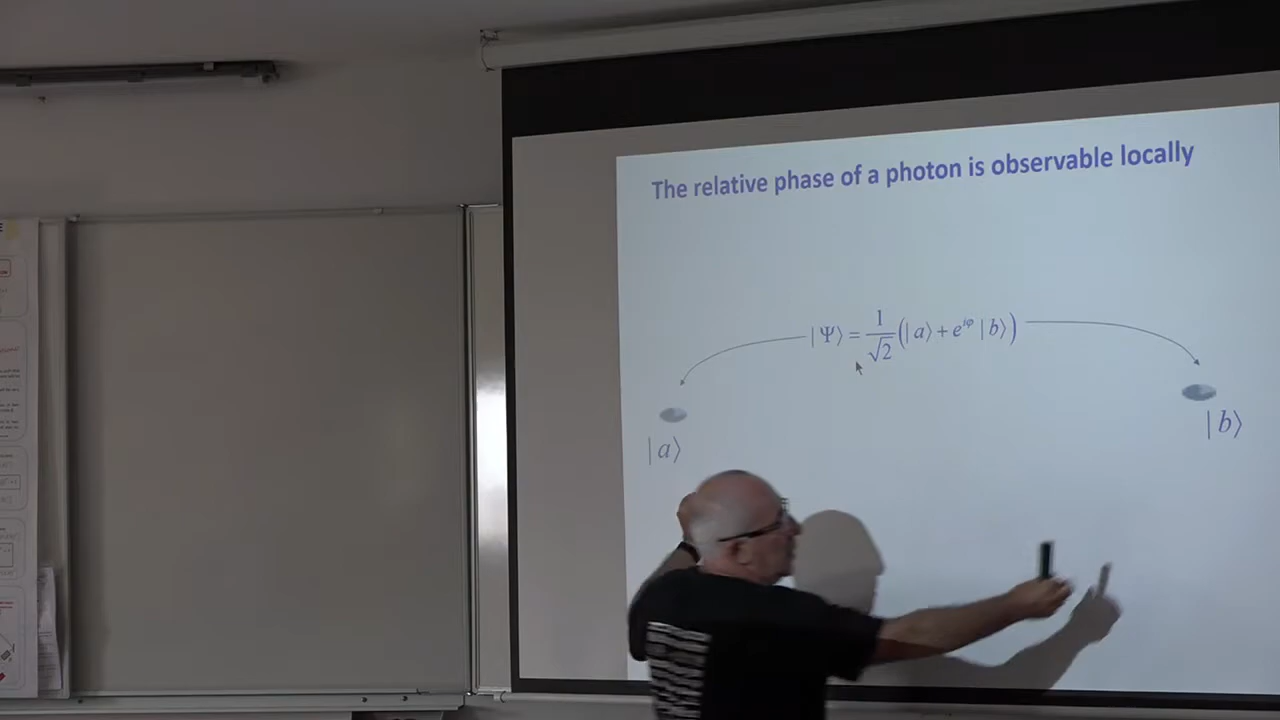 The relative phase of a photon is observable locally
|Ψ⟩ = 1/√2 (|a⟩ + e^{iφ} |b⟩)
|a⟩
|b⟩